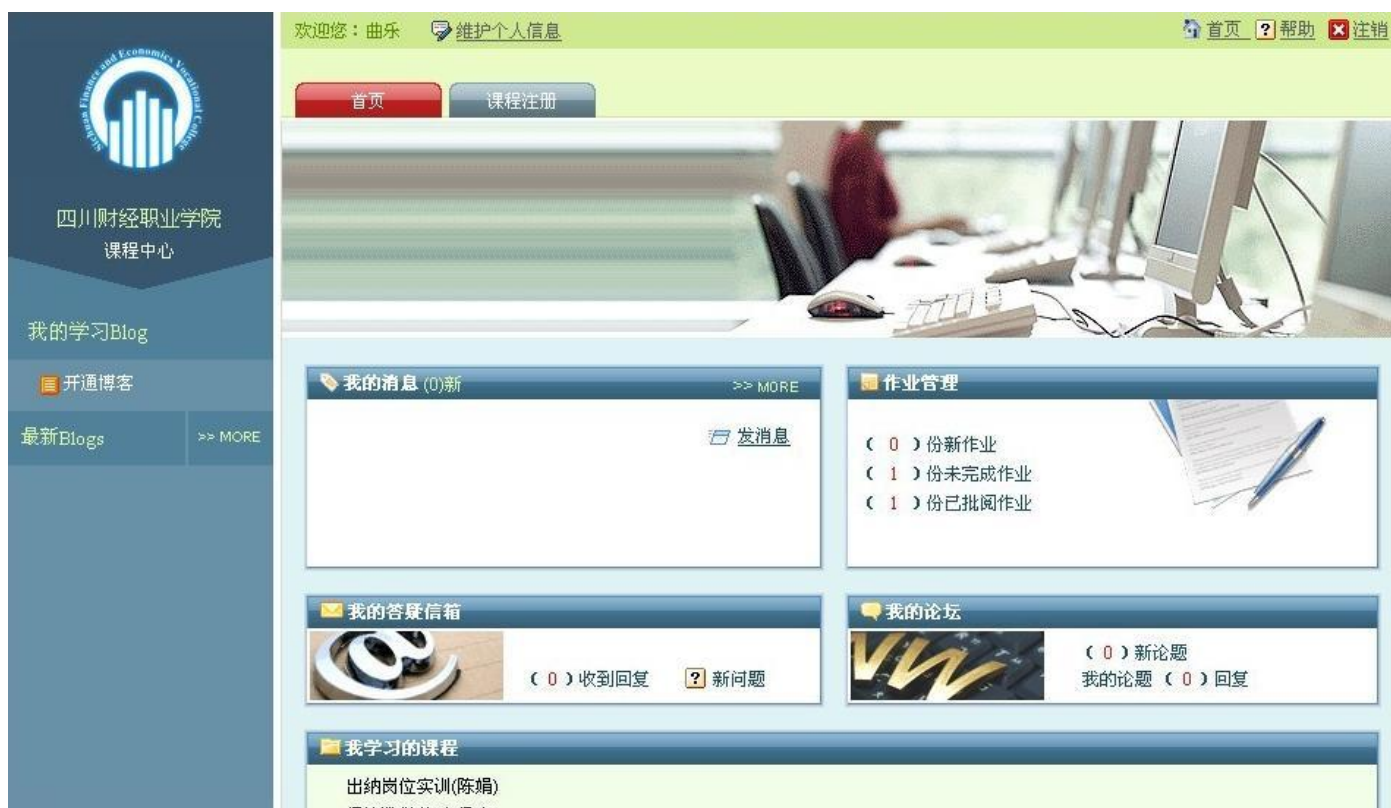 Sichuan Finance and Economics Vocational College
四川财经职业学院
课程中心
我的学习Blog
开通博客
最新Blogs >> MORE
欢迎您：曲乐 维护个人信息 首页 ? 帮助 注销
首页 课程注册
我的消息 (0)新 >> MORE
发消息
作业管理
( 0 ) 份新作业
( 1 ) 份未完成作业
( 1 ) 份已批阅作业
我的答疑信箱
( 0 ) 收到回复 ? 新问题
我的论坛
( 0 ) 新论题
我的论题 ( 0 ) 回复
我学习的课程
出纳岗位实训(陈娟)